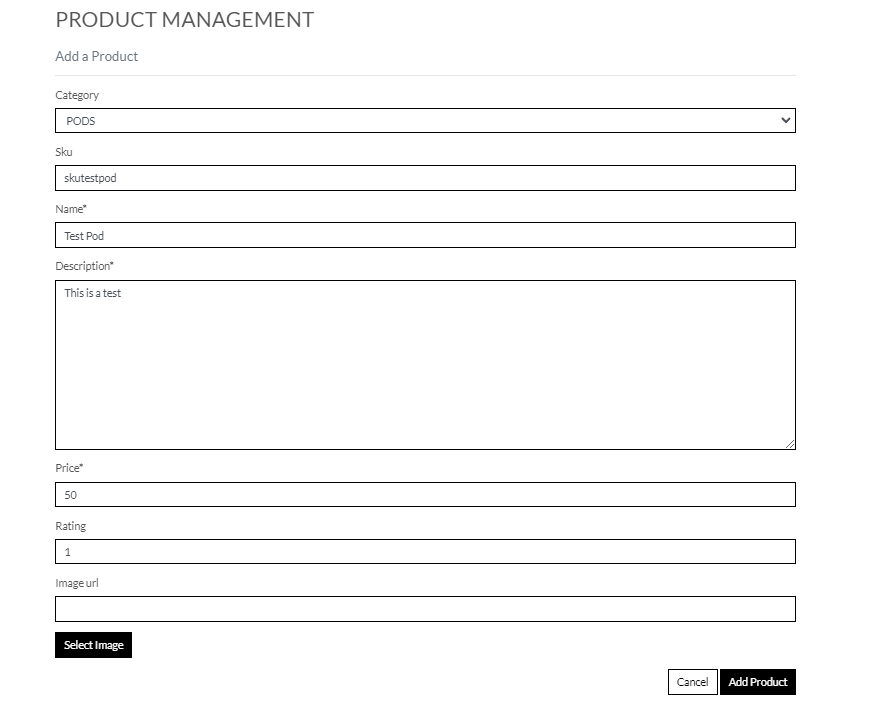 PRODUCT MANAGEMENT
Add a Product
Category
PODS
Sku
skutestpod
Name*
Test Pod
Description*
This is a test
Price*
50
Rating
1
Image url
Select Image
Cancel Add Product